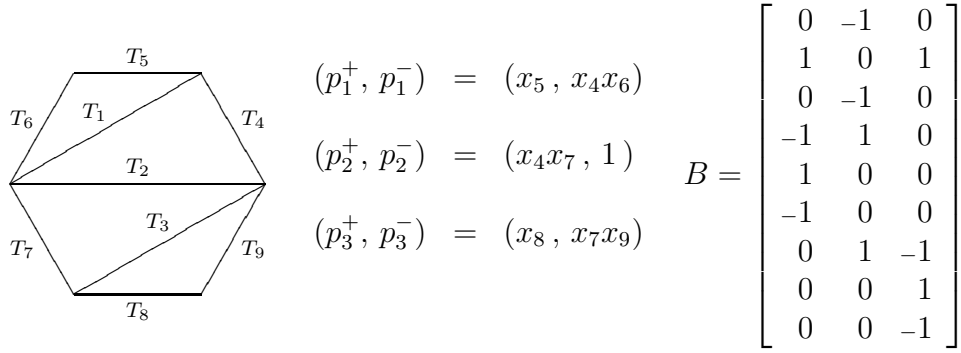 T₅
T₆ T₁ T₄
T₂
T₇ T₃ T₉
T₈
(p₁⁺, p₁⁻) = (x₅ , x₄x₆)
(p₂⁺, p₂⁻) = (x₄x₇ , 1 )
(p₃⁺, p₃⁻) = (x₈ , x₇x₉)
B =
0 −1 0
1 0 1
0 −1 0
−1 1 0
1 0 0
−1 0 0
0 1 −1
0 0 1
0 0 −1